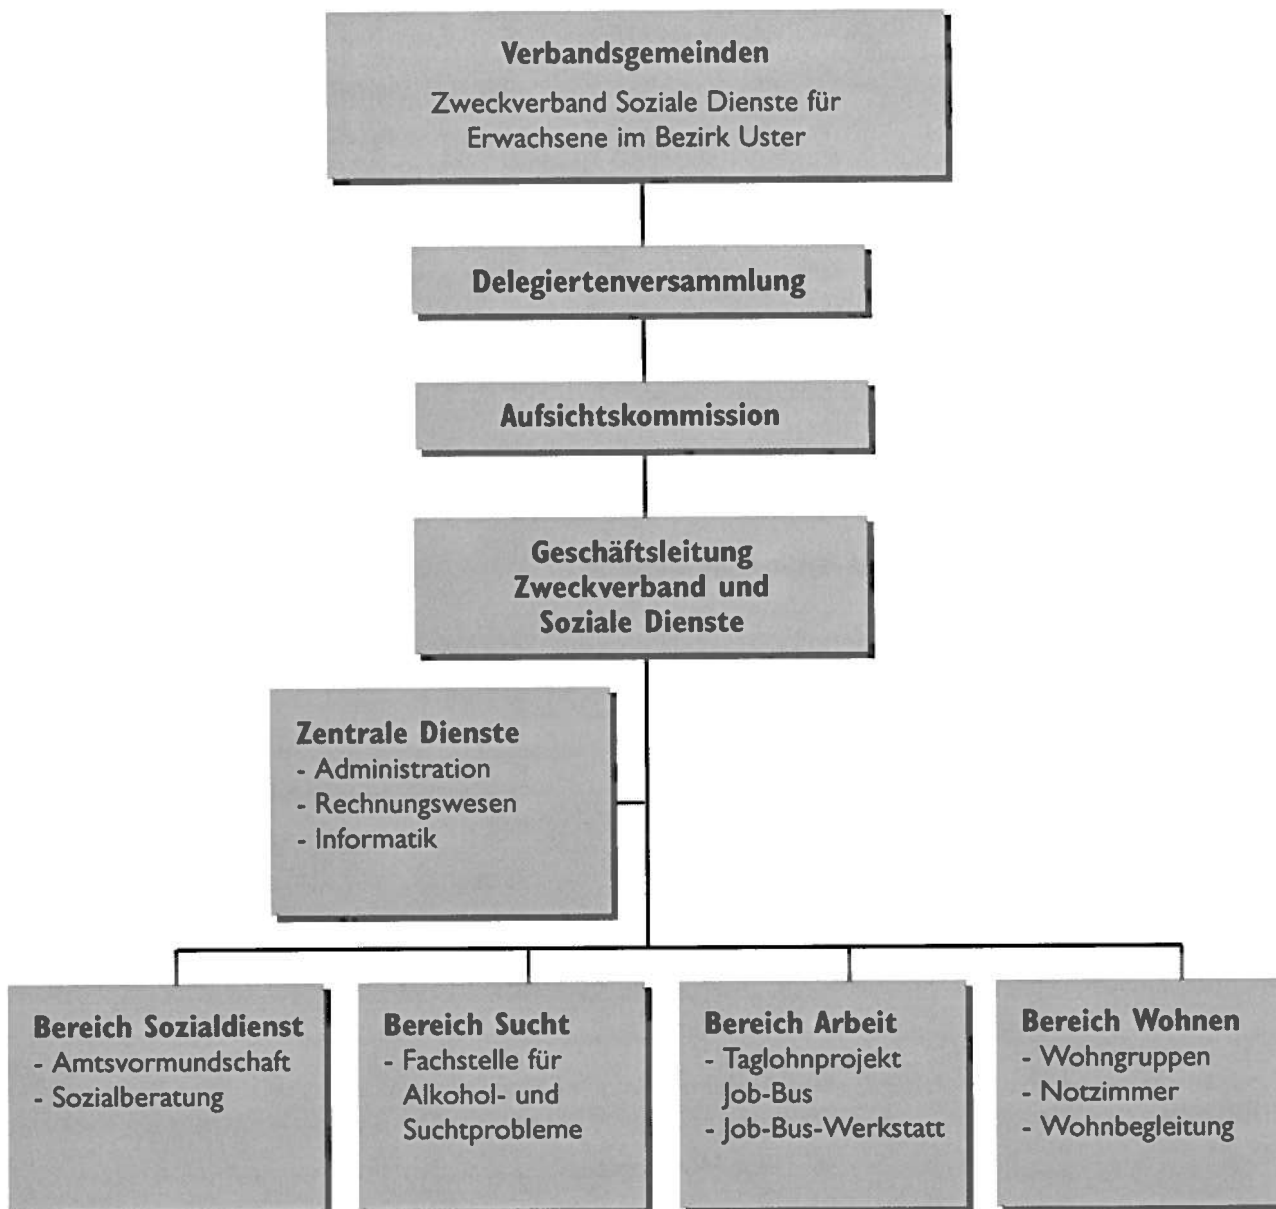 Verbandsgemeinden
Zweckverband Soziale Dienste für
Erwachsene im Bezirk Uster
Delegiertenversammlung
Aufsichtskommission
Geschäftsleitung
Zweckverband und
Soziale Dienste
Zentrale Dienste
- Administration
- Rechnungswesen
- Informatik
Bereich Sozialdienst
- Amtsvormundschaft
- Sozialberatung
Bereich Sucht
- Fachstelle für
Alkohol- und
Suchtprobleme
Bereich Arbeit
- Taglohnprojekt
Job-Bus
- Job-Bus-Werkstatt
Bereich Wohnen
- Wohngruppen
- Notzimmer
- Wohnbegleitung